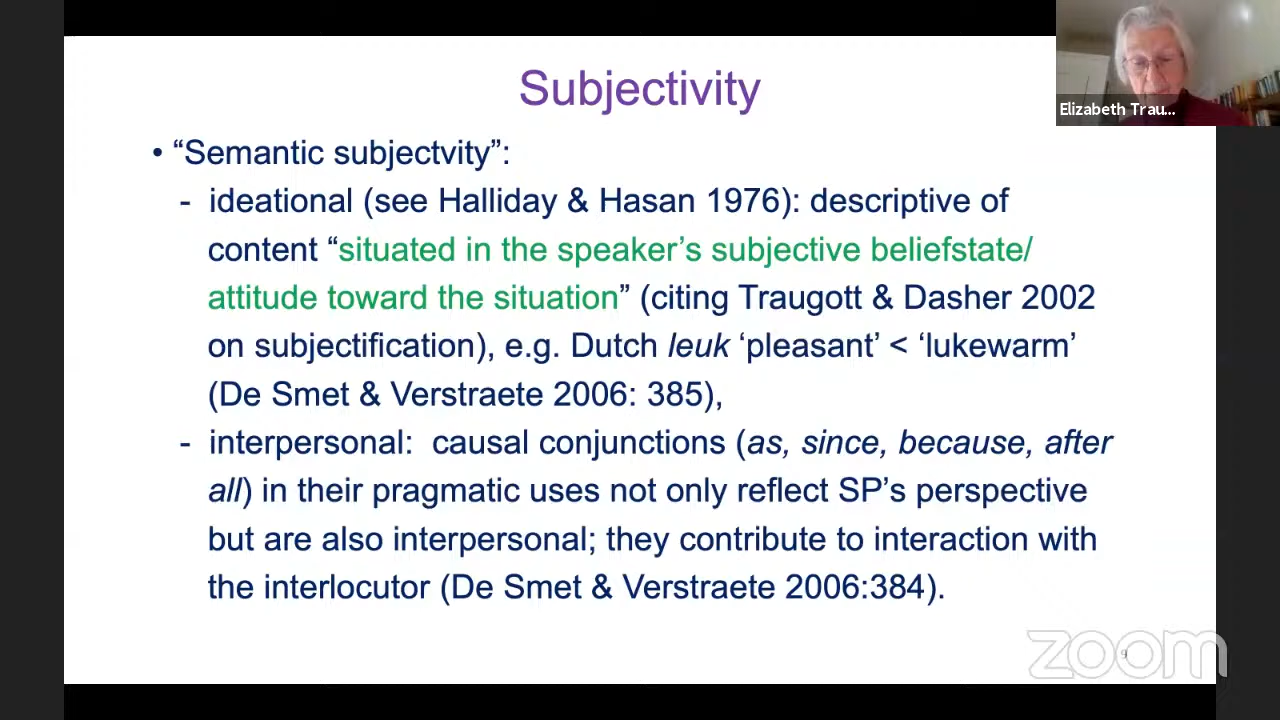 Subjectivity
Elizabeth Trau...
• “Semantic subjectvity”:
- ideational (see Halliday & Hasan 1976): descriptive of
content “situated in the speaker’s subjective beliefstate/
attitude toward the situation” (citing Traugott & Dasher 2002
on subjectification), e.g. Dutch leuk ‘pleasant’ < ‘lukewarm’
(De Smet & Verstraete 2006: 385),
- interpersonal: causal conjunctions (as, since, because, after
all) in their pragmatic uses not only reflect SP’s perspective
but are also interpersonal; they contribute to interaction with
the interlocutor (De Smet & Verstraete 2006:384).
zoom
9